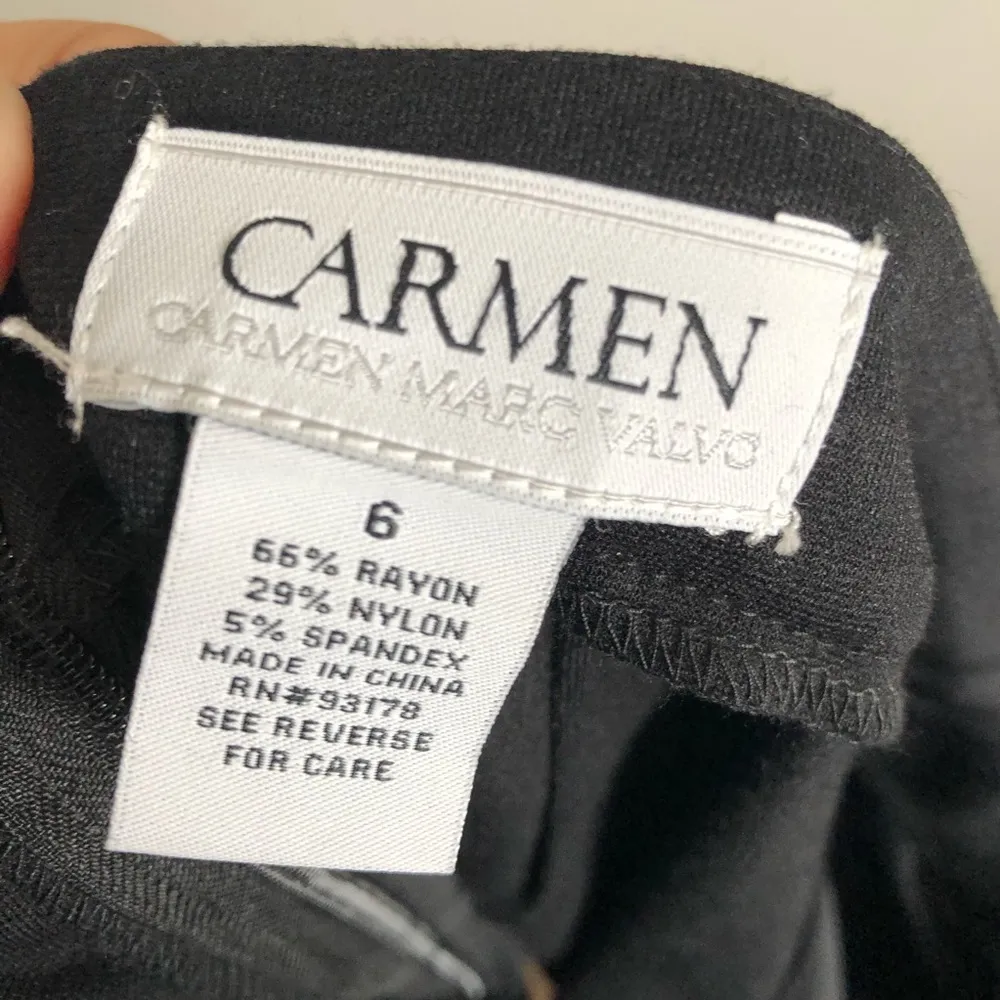 CARMEN
CARMEN MARC VALVO
6
66% RAYON
29% NYLON
5% SPANDEX
MADE IN CHINA
RN#93178
SEE REVERSE
FOR CARE